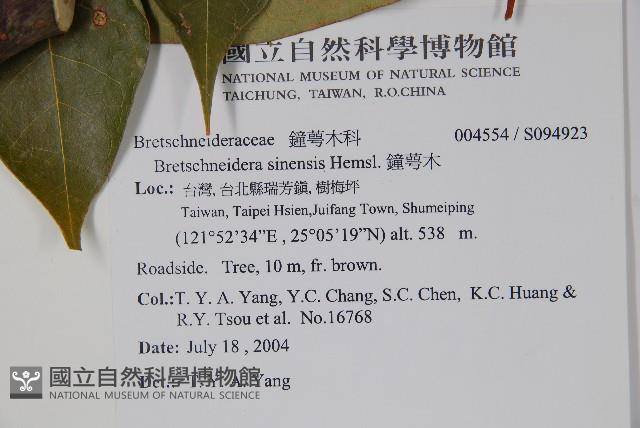 國立自然科學博物館
NATIONAL MUSEUM OF NATURAL SCIENCE
TAICHUNG, TAIWAN, R.O.CHINA
Bretschneideraceae 鐘萼木科 004554 / S094923
Bretschneidera sinensis Hemsl. 鐘萼木
Loc.: 台灣, 台北縣瑞芳鎮, 樹梅坪
Taiwan, Taipei Hsien,Juifang Town, Shumeiping
(121°52'34”E , 25°05'19”N) alt. 538 m.
Roadside. Tree, 10 m, fr. brown.
Col.:T. Y. A. Yang, Y.C. Chang, S.C. Chen, K.C. Huang &
R.Y. Tsou et al. No.16768
Date: July 18 , 2004
Det.: T. Y. A. Yang
國立自然科學博物館
NATIONAL MUSEUM OF NATURAL SCIENCE